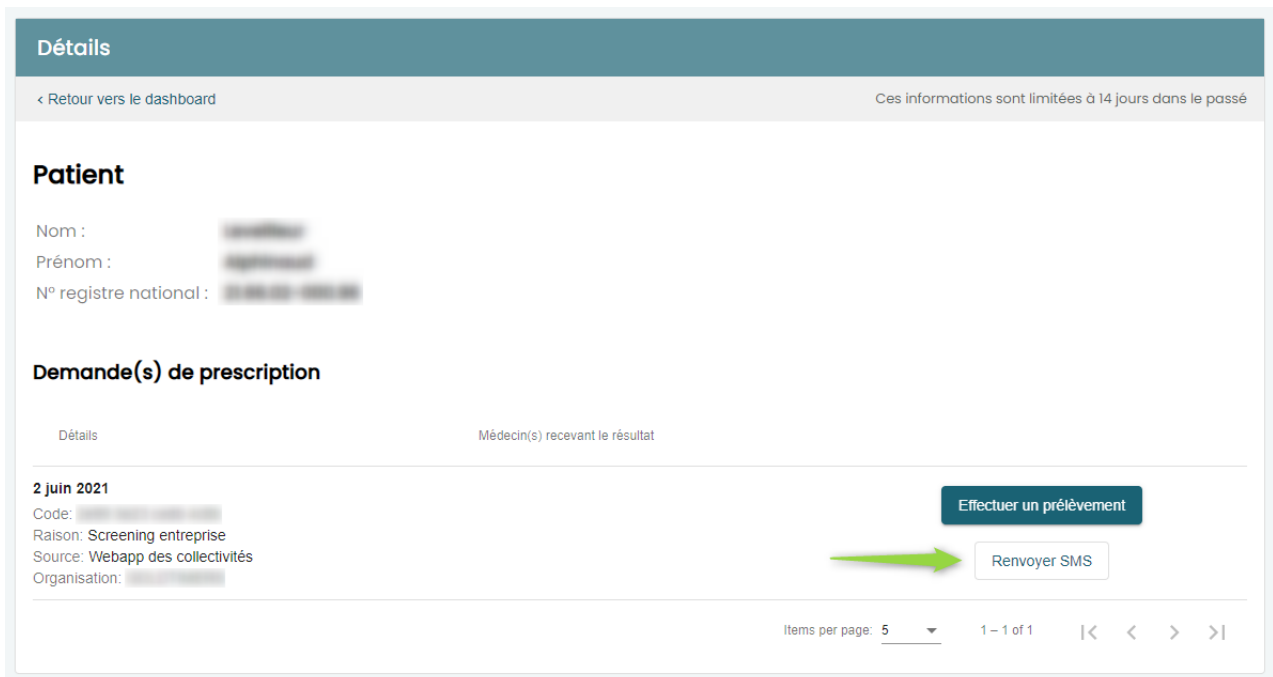 Détails
‹ Retour vers le dashboard
Ces informations sont limitées à 14 jours dans le passé
Patient
Nom :
Prénom :
N° registre national :
Demande(s) de prescription
Détails
Médecin(s) recevant le résultat
2 juin 2021
Code:
Raison: Screening entreprise
Source: Webapp des collectivités
Organisation:
Effectuer un prélèvement
Renvoyer SMS
Items per page: 5
1 – 1 of 1